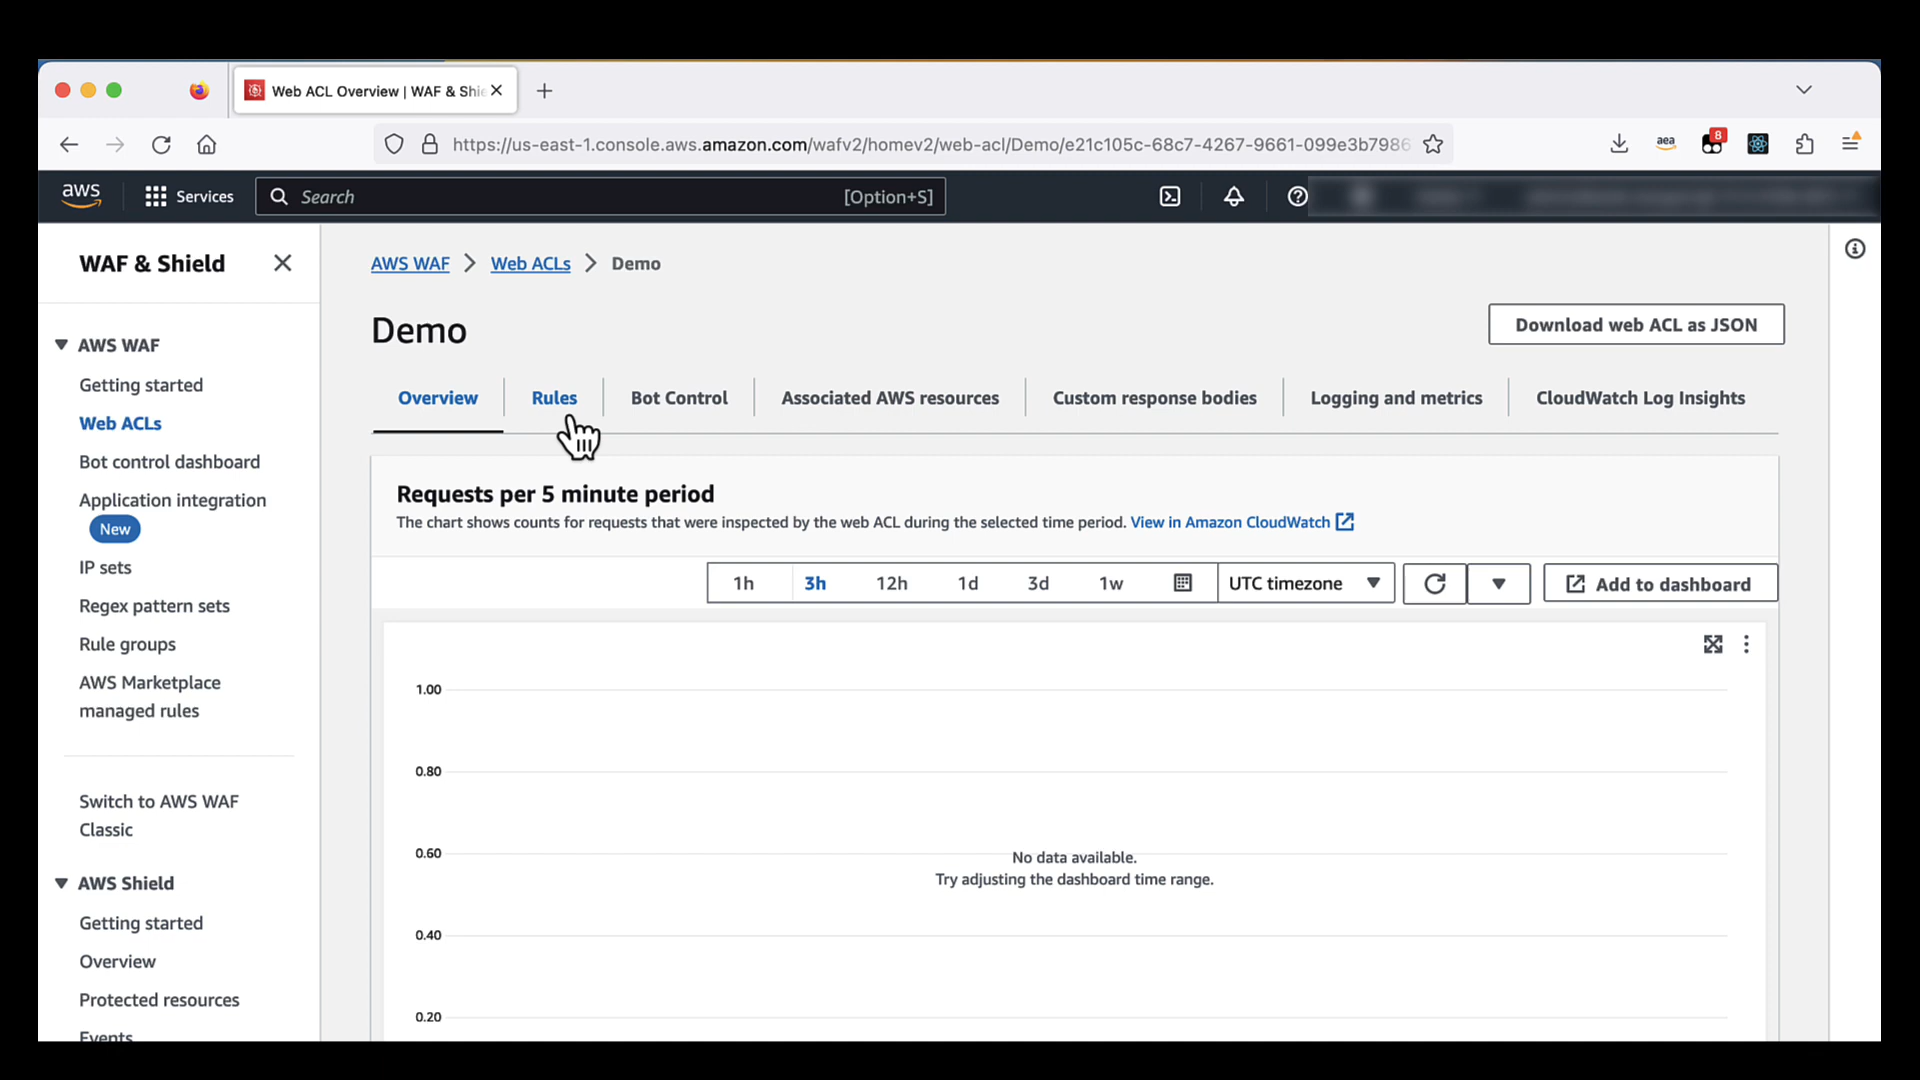 Web ACL Overview | WAF & Shie
https://us-east-1.console.aws.amazon.com/wafv2/homev2/web-acl/Demo/e21c105c-68c7-4267-9661-099e3b7986
aea
8
aws
Services
Search
[Option+S]
WAF & Shield
AWS WAF
Getting started
Web ACLs
Bot control dashboard
Application integration
New
IP sets
Regex pattern sets
Rule groups
AWS Marketplace
managed rules
Switch to AWS WAF
Classic
AWS Shield
Getting started
Overview
Protected resources
Events
AWS WAF > Web ACLs > Demo
Demo
Download web ACL as JSON
Overview
Rules
Bot Control
Associated AWS resources
Custom response bodies
Logging and metrics
CloudWatch Log Insights
Requests per 5 minute period
The chart shows counts for requests that were inspected by the web ACL during the selected time period. View in Amazon CloudWatch
1h
3h
12h
1d
3d
1w
UTC timezone
Add to dashboard
1.00
0.80
0.60
No data available.
Try adjusting the dashboard time range.
0.40
0.20